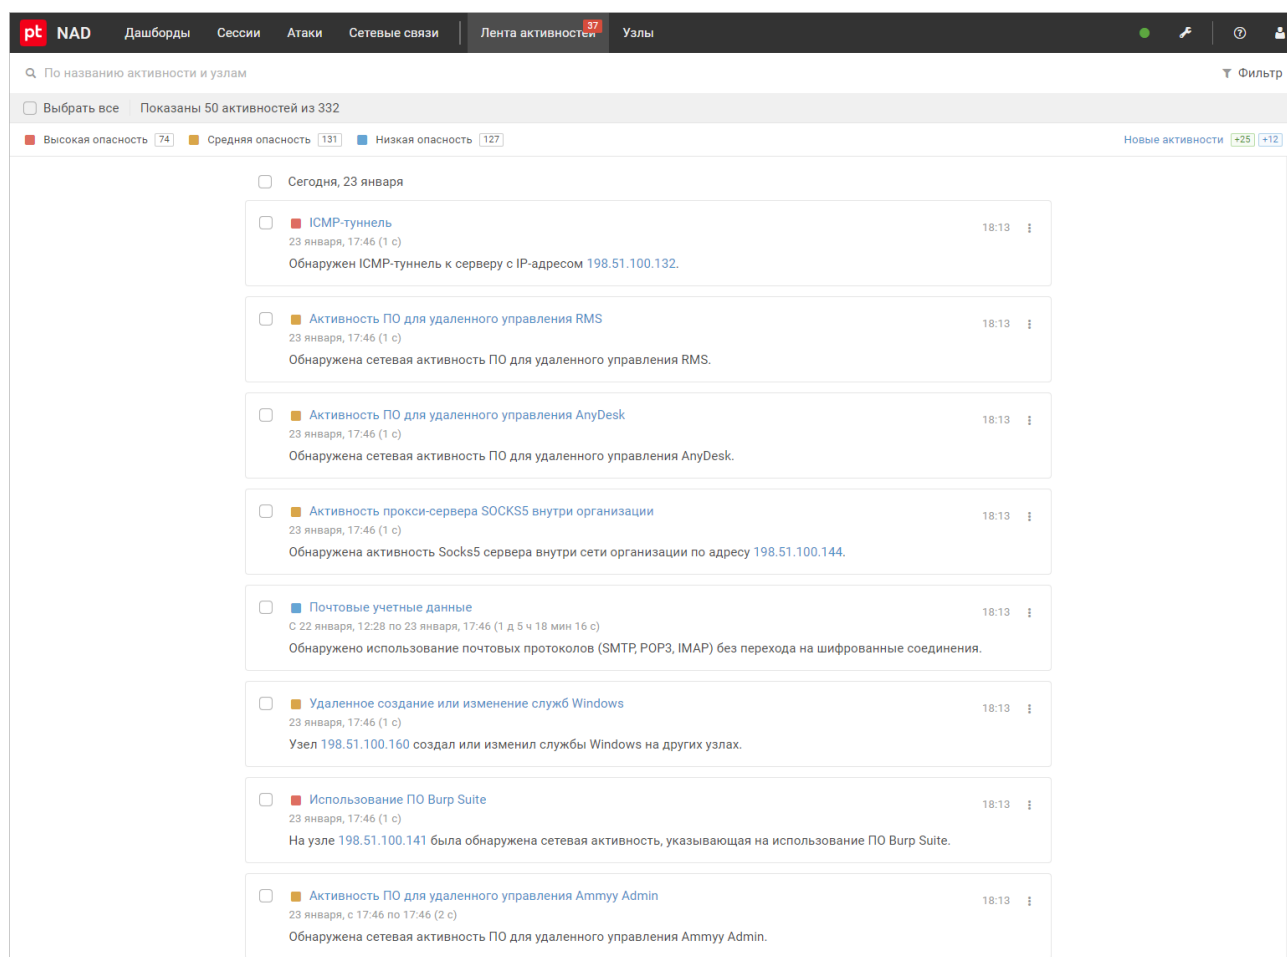 pt NAD Дашборды Сессии Атаки Сетевые связи Лента активностей 37 Узлы
По названию активности и узлам Фильтр
Выбрать все Показаны 50 активностей из 332
Высокая опасность 74 Средняя опасность 131 Низкая опасность 127 Новые активности +25 +12
Сегодня, 23 января
ICMP-туннель 18:13
23 января, 17:46 (1 с)
Обнаружен ICMP-туннель к серверу с IP-адресом 198.51.100.132.
Активность ПО для удаленного управления RMS 18:13
23 января, 17:46 (1 с)
Обнаружена сетевая активность ПО для удаленного управления RMS.
Активность ПО для удаленного управления AnyDesk 18:13
23 января, 17:46 (1 с)
Обнаружена сетевая активность ПО для удаленного управления AnyDesk.
Активность прокси-сервера SOCKS5 внутри организации 18:13
23 января, 17:46 (1 с)
Обнаружена активность Socks5 сервера внутри сети организации по адресу 198.51.100.144.
Почтовые учетные данные 18:13
С 22 января, 12:28 по 23 января, 17:46 (1 д 5 ч 18 мин 16 с)
Обнаружено использование почтовых протоколов (SMTP, POP3, IMAP) без перехода на шифрованные соединения.
Удаленное создание или изменение служб Windows 18:13
23 января, 17:46 (1 с)
Узел 198.51.100.160 создал или изменил службы Windows на других узлах.
Использование ПО Burp Suite 18:13
23 января, 17:46 (1 с)
На узле 198.51.100.141 была обнаружена сетевая активность, указывающая на использование ПО Burp Suite.
Активность ПО для удаленного управления Ammyy Admin 18:13
23 января, с 17:46 по 17:46 (2 с)
Обнаружена сетевая активность ПО для удаленного управления Ammyy Admin.